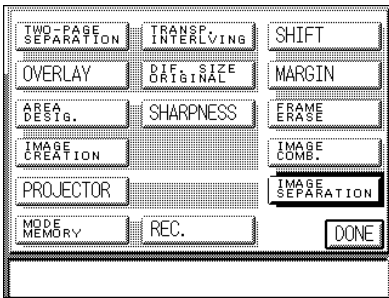 TWO-PAGE
SEPARATION
TRANSP.
INTERLVING
SHIFT
OVERLAY
DIF. SIZE
ORIGINAL
MARGIN
AREA
DESIG.
SHARPNESS
FRAME
ERASE
IMAGE
CREATION
IMAGE
COMB.
PROJECTOR
IMAGE
SEPARATION
MODE
MEMORY
REC.
DONE